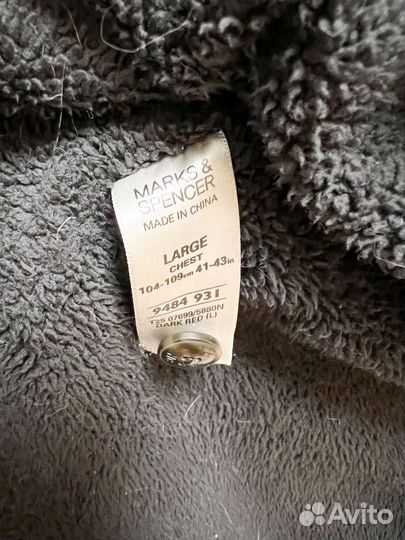 MARKS &
SPENCER
MADE IN CHINA
LARGE
CHEST
104-109cm 41-43in
9484 931
T25 07699/5880N
DARK RED (L)
Avito